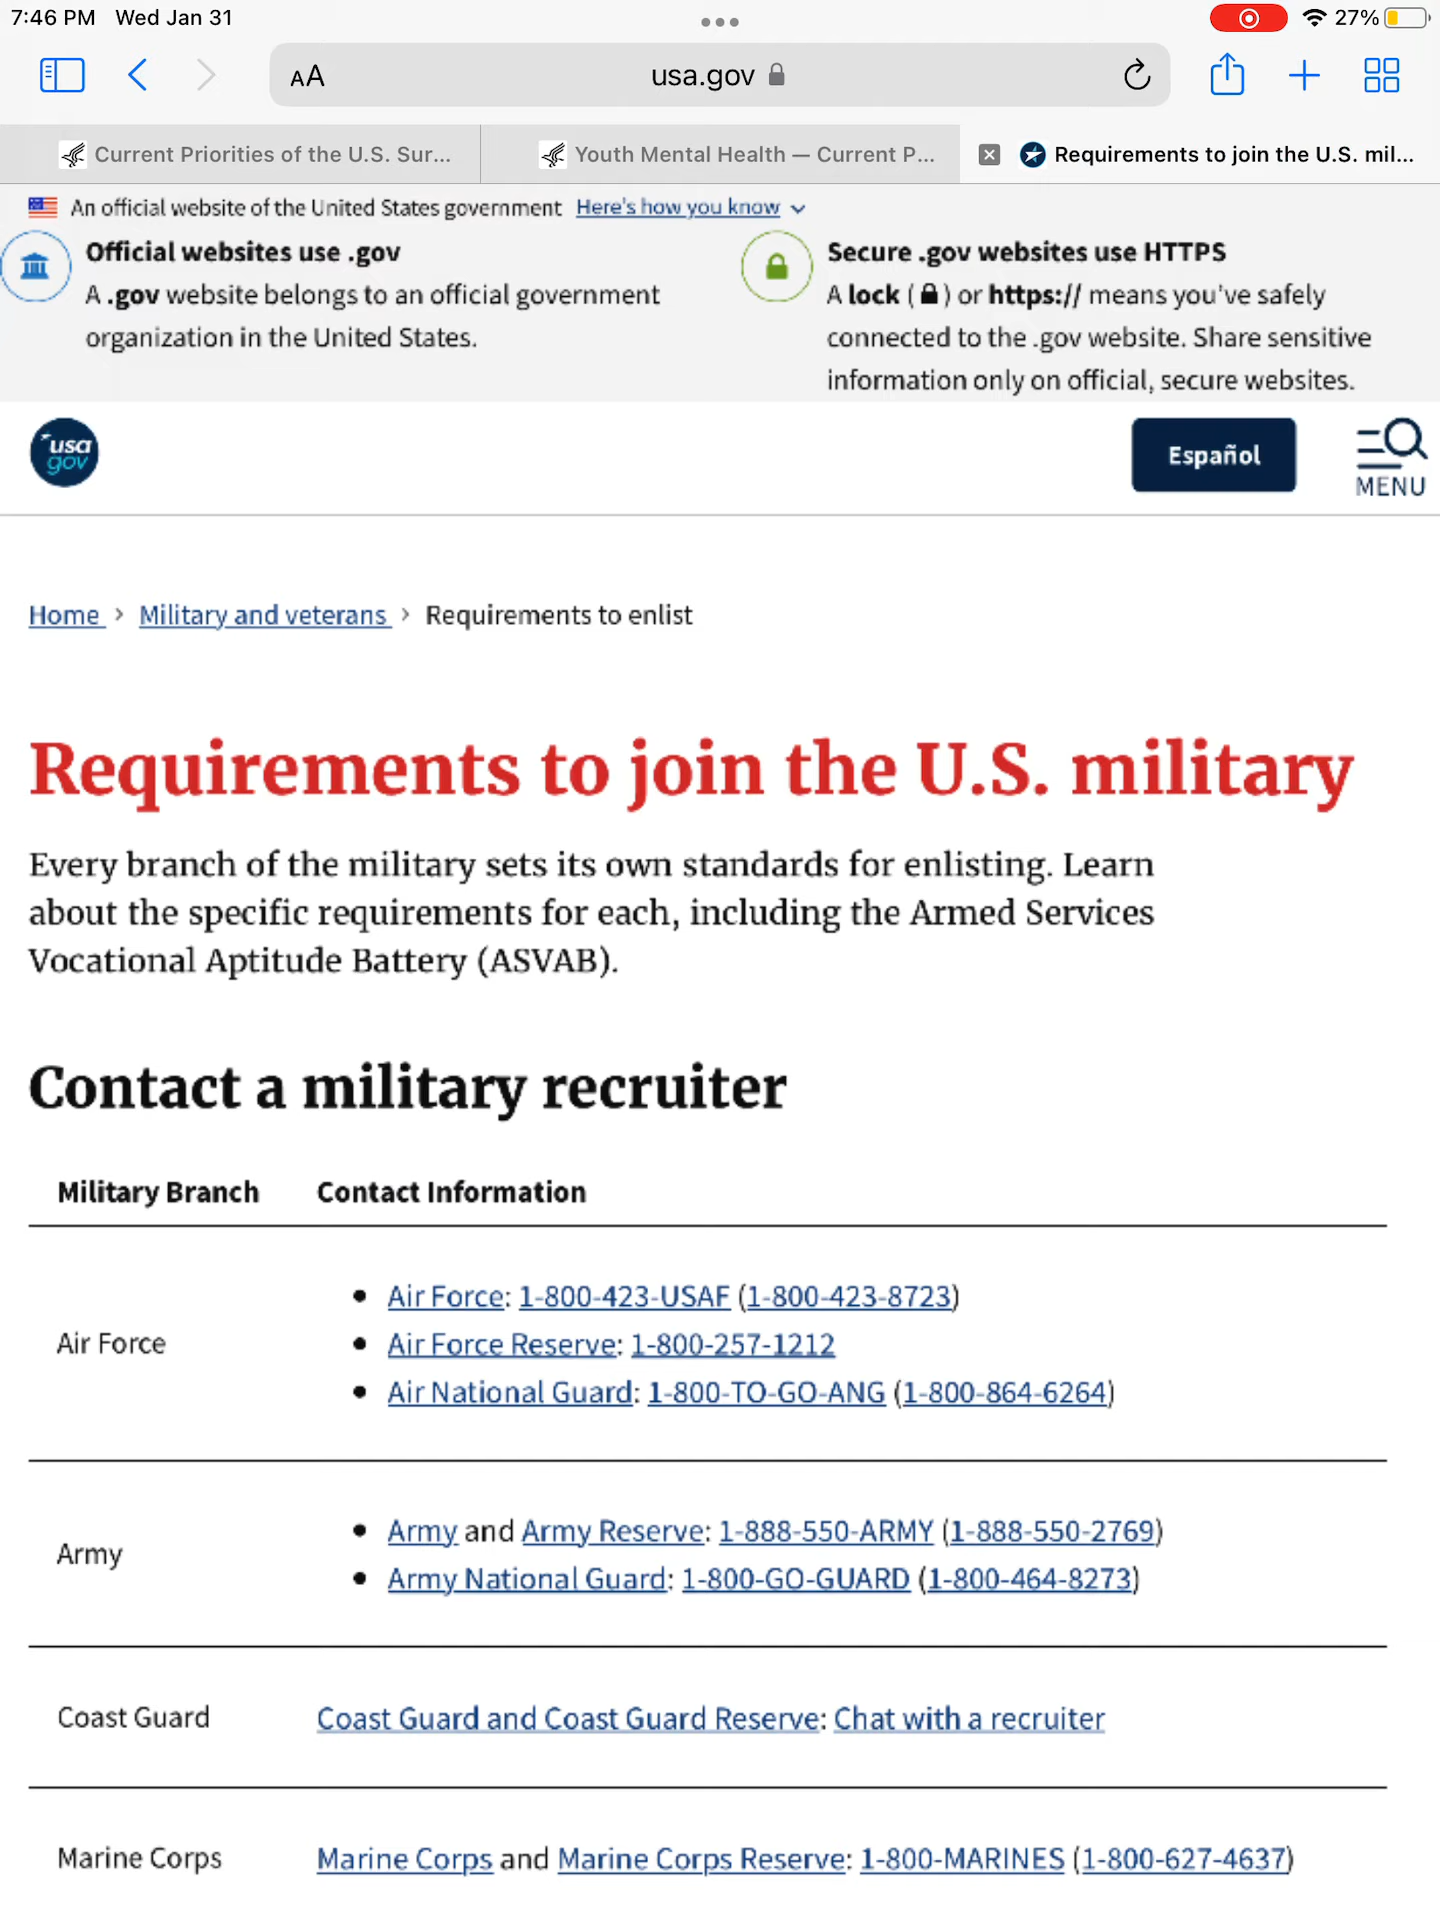 7:46 PM Wed Jan 31
27%
AA
usa.gov
Current Priorities of the U.S. Sur...
Youth Mental Health — Current P...
Requirements to join the U.S. mil...
An official website of the United States government Here's how you know
Official websites use .gov
A .gov website belongs to an official government
organization in the United States.
Secure .gov websites use HTTPS
A lock ( ) or https:// means you've safely
connected to the .gov website. Share sensitive
information only on official, secure websites.
usa
gov
Español
MENU
Home > Military and veterans > Requirements to enlist
Requirements to join the U.S. military
Every branch of the military sets its own standards for enlisting. Learn
about the specific requirements for each, including the Armed Services
Vocational Aptitude Battery (ASVAB).
Contact a military recruiter
Military Branch Contact Information
Air Force
• Air Force: 1-800-423-USAF (1-800-423-8723)
• Air Force Reserve: 1-800-257-1212
• Air National Guard: 1-800-TO-GO-ANG (1-800-864-6264)
Army
• Army and Army Reserve: 1-888-550-ARMY (1-888-550-2769)
• Army National Guard: 1-800-GO-GUARD (1-800-464-8273)
Coast Guard Coast Guard and Coast Guard Reserve: Chat with a recruiter
Marine Corps Marine Corps and Marine Corps Reserve: 1-800-MARINES (1-800-627-4637)